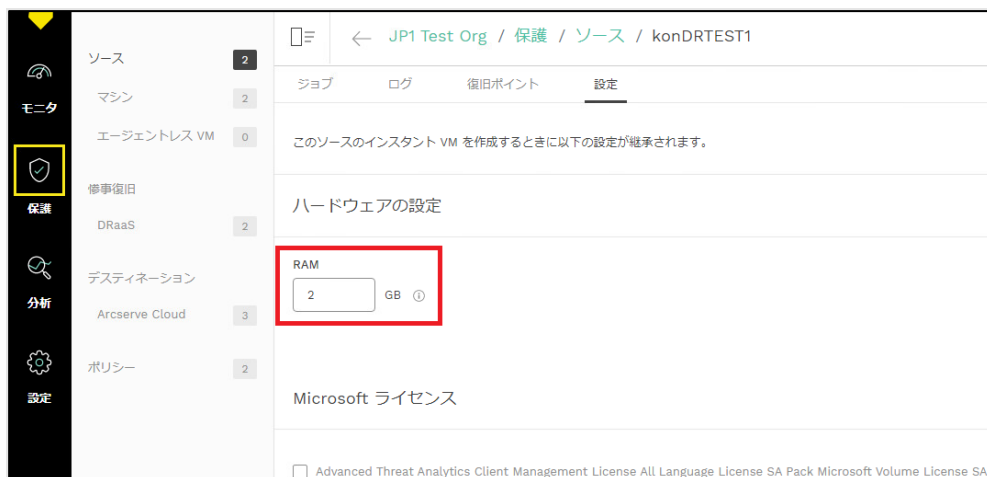 モニタ
保護
分析
設定
ソース 2
マシン 2
エージェントレス VM 0
惨事復旧
DRaaS 2
デスティネーション
Arcserve Cloud 3
ポリシー 2
JP1 Test Org / 保護 / ソース / konDRTEST1
ジョブ ログ 復旧ポイント 設定
このソースのインスタント VM を作成するときに以下の設定が継承されます。
ハードウェアの設定
RAM
2 GB
Microsoft ライセンス
Advanced Threat Analytics Client Management License All Language License SA Pack Microsoft Volume License SA